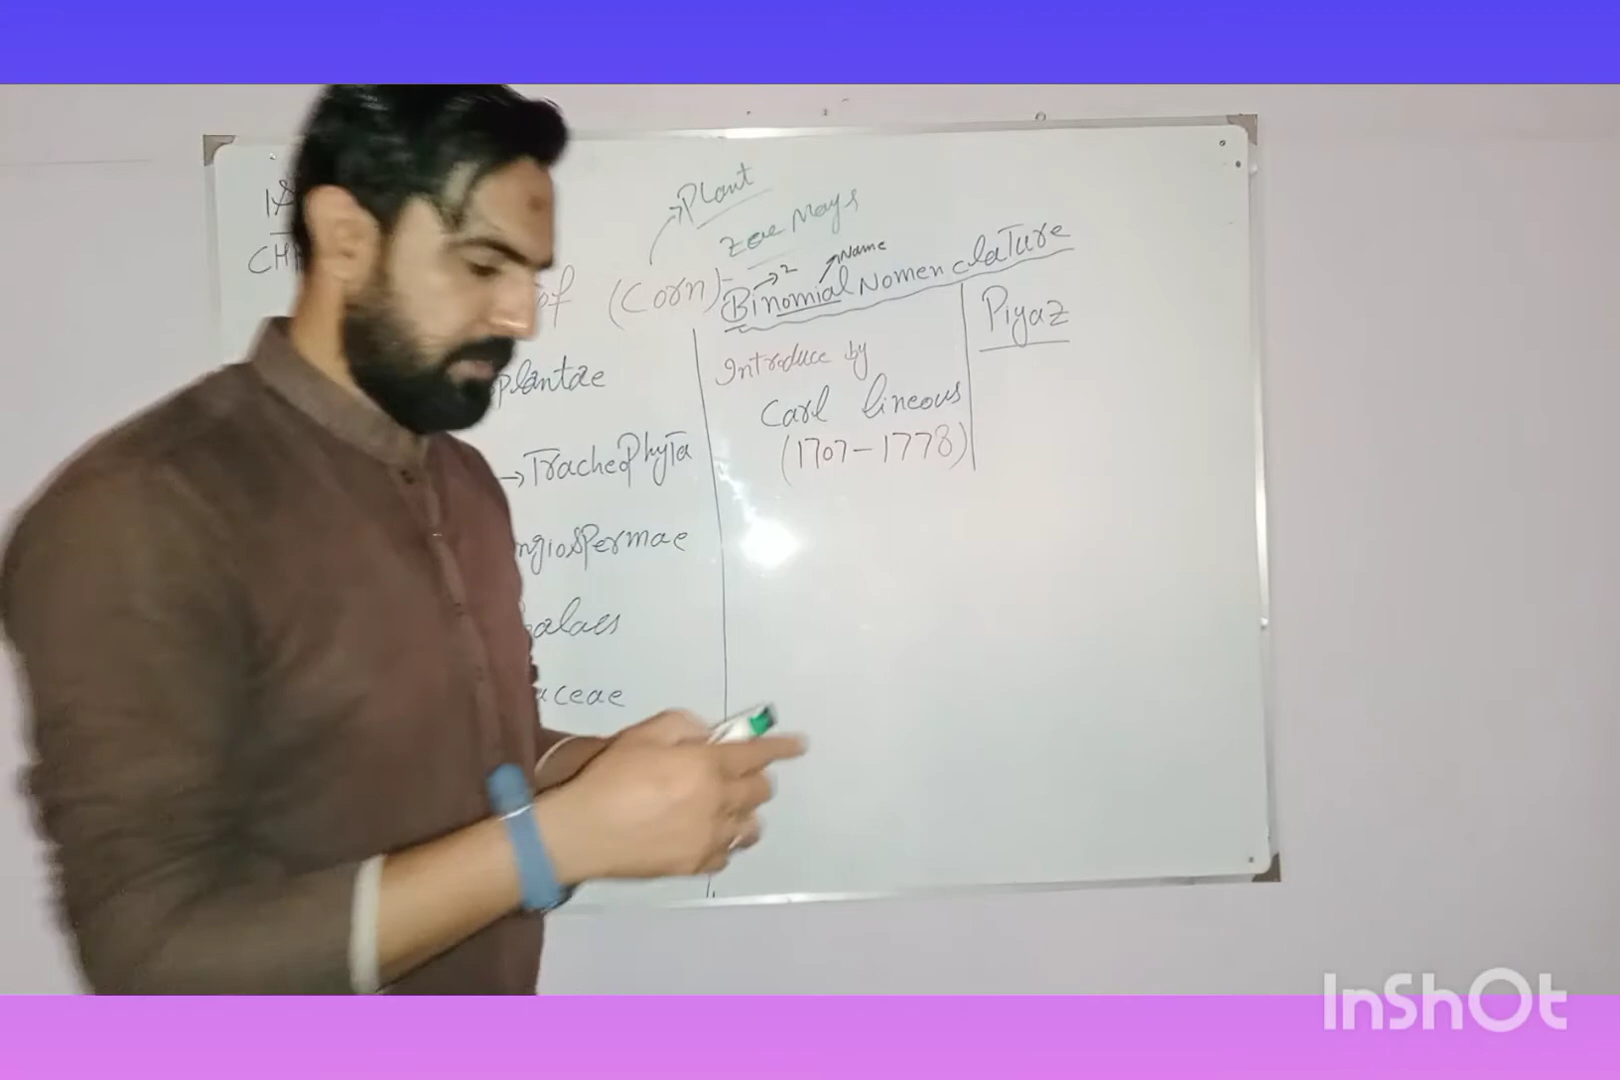 Plant
Zea Mays
of (Corn)
→2 Name
Binomial Nomenclature
Piyaz
Introduce by
Carl lineous
(1707-1778)
Plantae
→TracheoPhyta
ngiosPermae
aceae
InShOt